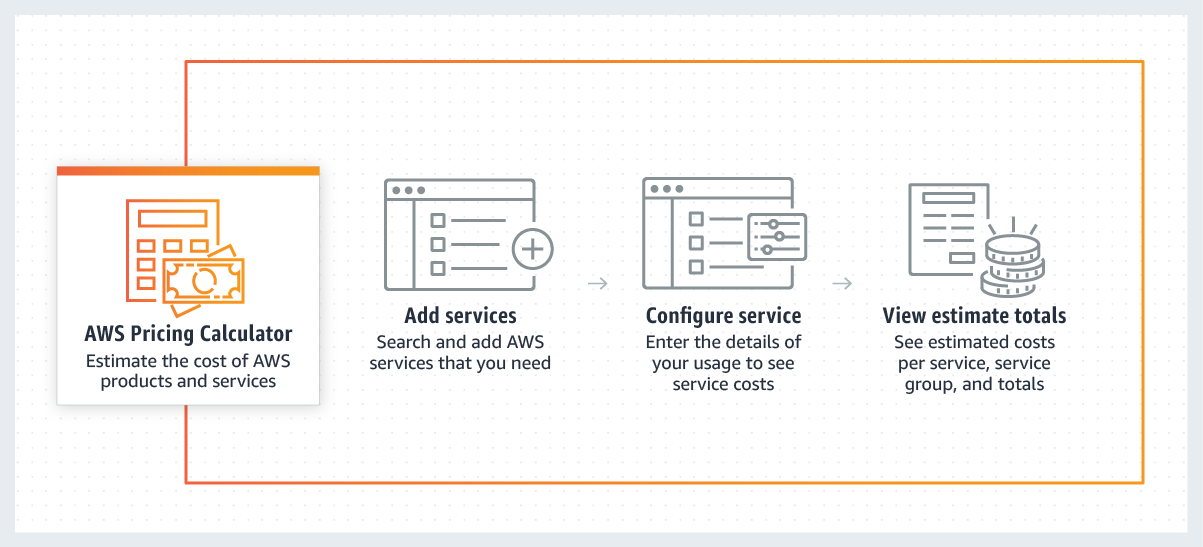 AWS Pricing Calculator
Estimate the cost of AWS
products and services
Add services
Search and add AWS
services that you need
Configure service
Enter the details of
your usage to see
service costs
View estimate totals
See estimated costs
per service, service
group, and totals